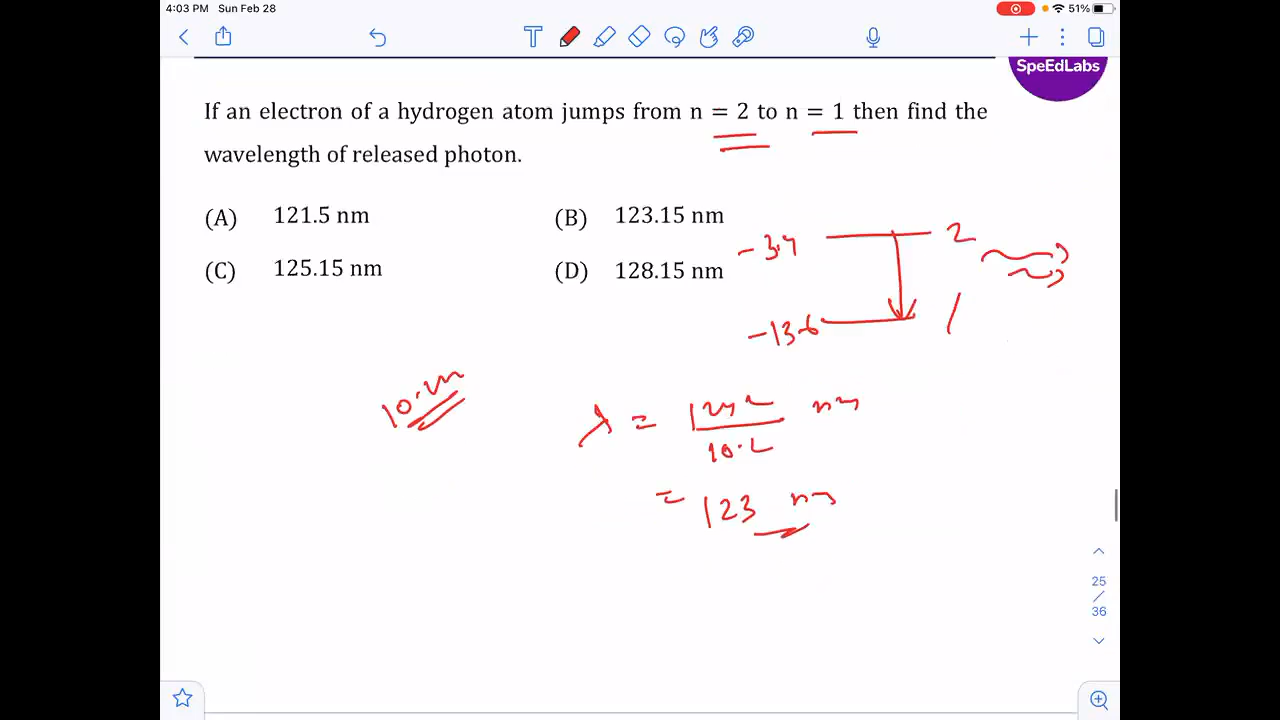 4:03 PM Sun Feb 28
51%
SpeEdLabs
If an electron of a hydrogen atom jumps from n = 2 to n = 1 then find the
wavelength of released photon.
(A) 121.5 nm (B) 123.15 nm
(C) 125.15 nm (D) 128.15 nm
-3.4 2
-13.6 1
λ = 1242 nm
10.2
= 123 nm
25
/
36